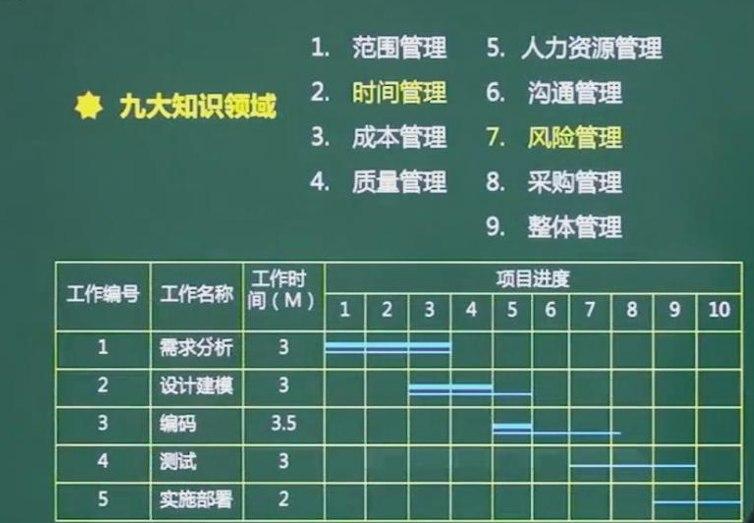 九大知识领域
1. 范围管理
2. 时间管理
3. 成本管理
4. 质量管理
5. 人力资源管理
6. 沟通管理
7. 风险管理
8. 采购管理
9. 整体管理
工作编号 工作名称 工作时间（M） 项目进度
1 2 3 4 5 6 7 8 9 10
1 需求分析 3
2 设计建模 3
3 编码 3.5
4 测试 3
5 实施部署 2